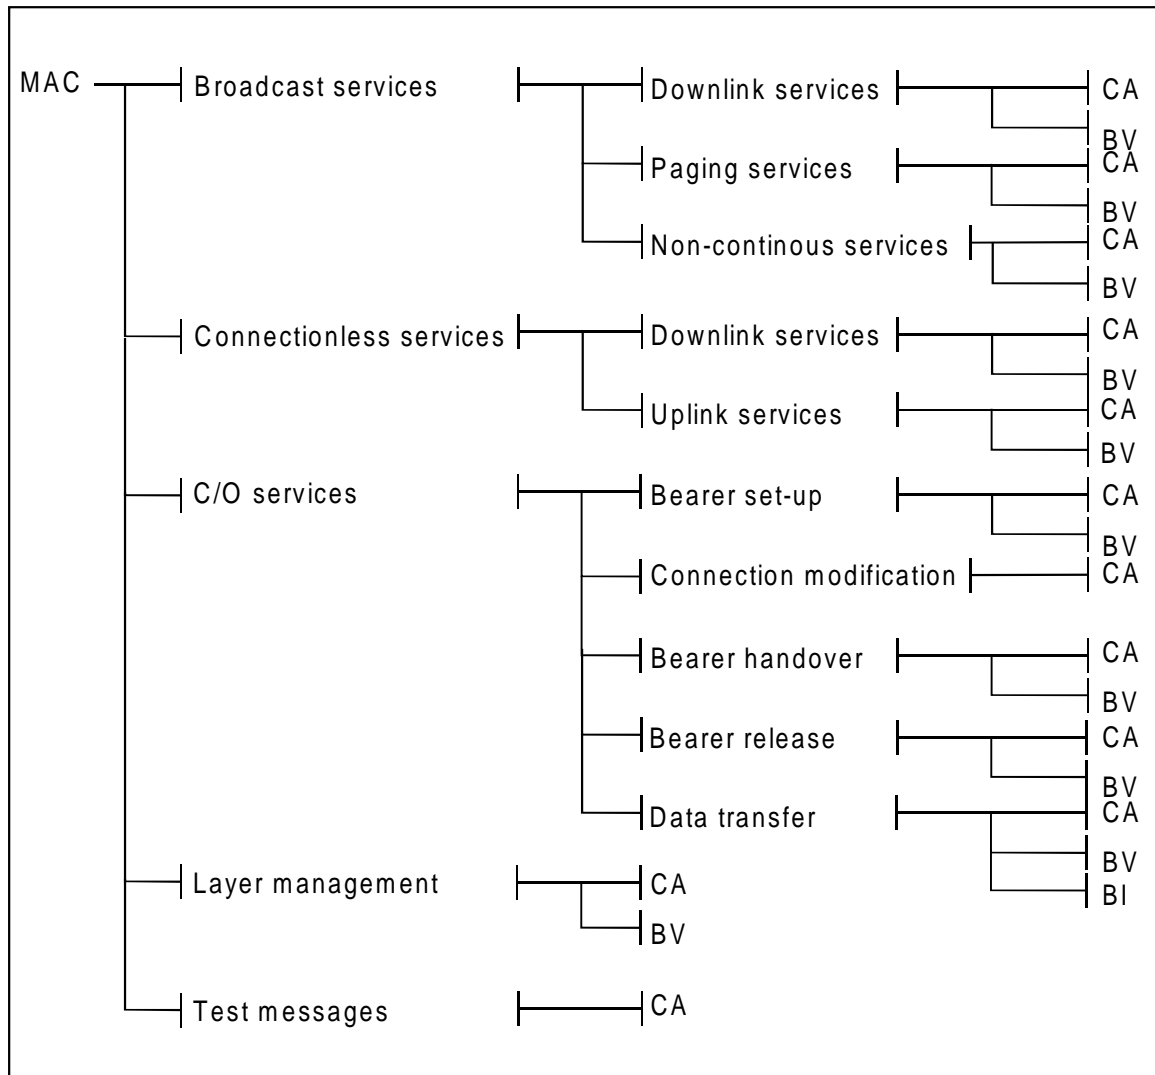 MAC Broadcast services Downlink services CA
BV
Paging services CA
BV
Non-continous services CA
BV
Connectionless services Downlink services CA
BV
Uplink services CA
BV
C/O services Bearer set-up CA
BV
Connection modification CA
Bearer handover CA
BV
Bearer release CA
BV
Data transfer CA
BV
Layer management CA BI
BV
Test messages CA